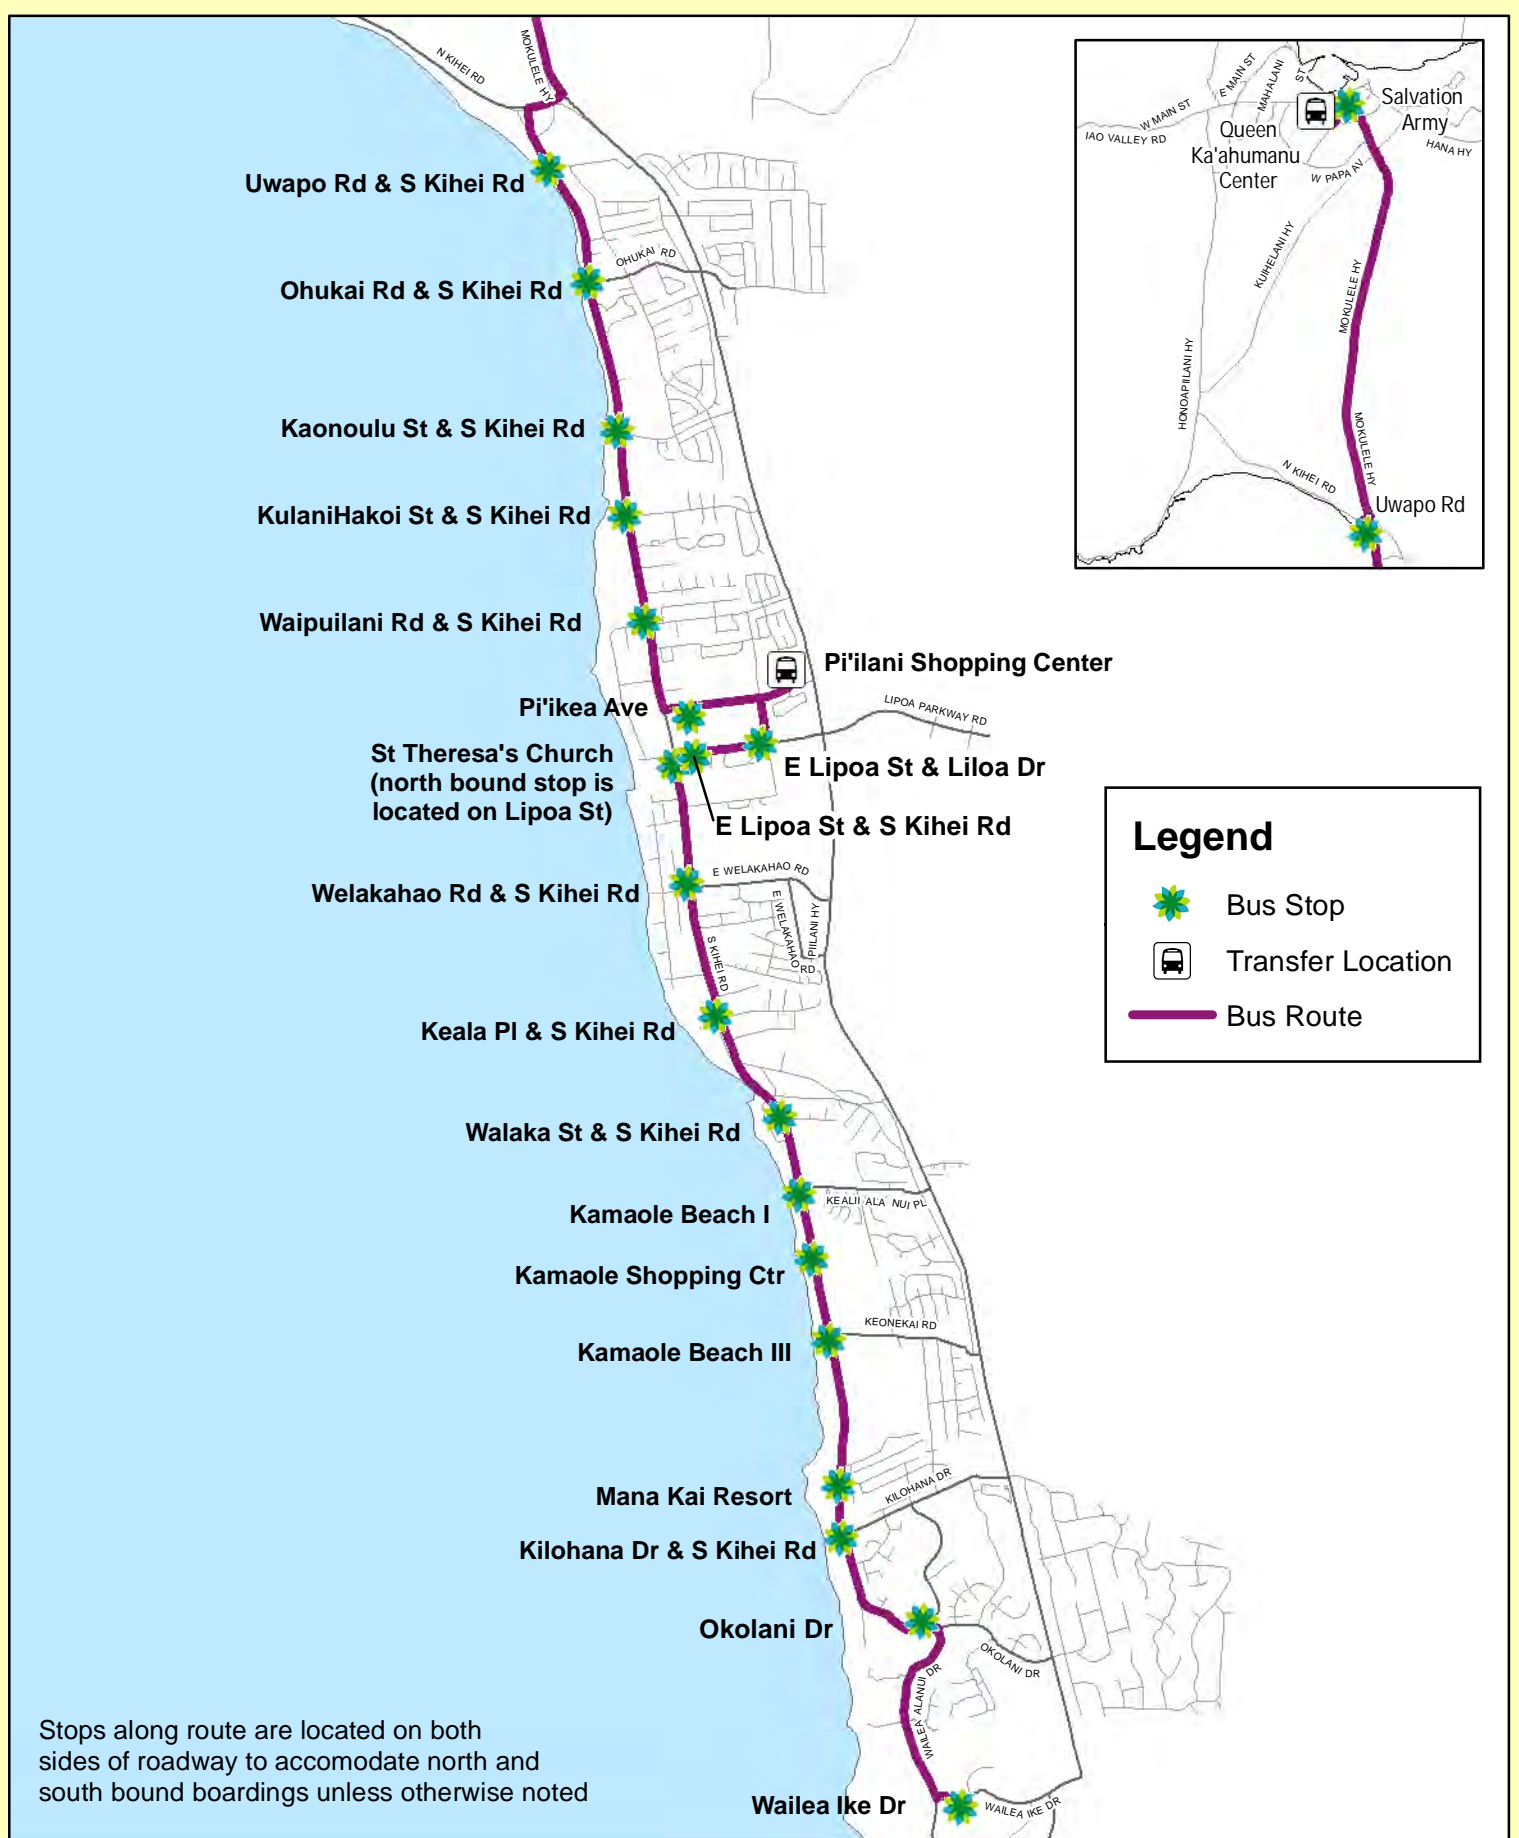 N KIHEI RD
MOKULELE HY
Uwapo Rd & S Kihei Rd
OHUKAI RD
Ohukai Rd & S Kihei Rd
Kaonoulu St & S Kihei Rd
KulaniHakoi St & S Kihei Rd
Waipuilani Rd & S Kihei Rd
Pi'ilani Shopping Center
Pi'ikea Ave
LIPOA PARKWAY RD
St Theresa's Church
(north bound stop is
located on Lipoa St)
E Lipoa St & Liloa Dr
E Lipoa St & S Kihei Rd
E WELAKAHAO RD
Welakahao Rd & S Kihei Rd
E WELAKAHAO
RD
PIILANI HY
S KIHEI RD
Keala Pl & S Kihei Rd
Walaka St & S Kihei Rd
KEALII ALA NUI PL
Kamaole Beach I
Kamaole Shopping Ctr
KEONEKAI RD
Kamaole Beach III
KILOHANA DR
Mana Kai Resort
Kilohana Dr & S Kihei Rd
Okolani Dr
OKOLANI DR
WAILEA ALANUI DR
Wailea Ike Dr
WAILEA IKE DR
Stops along route are located on both
sides of roadway to accomodate north and
south bound boardings unless otherwise noted
E MAIN ST
MAHALANI
ST
W MAIN ST
IAO VALLEY RD
Salvation
Army
Queen
Ka'ahumanu
Center
HANA HY
W PAPA AV
KUIHELANI HY
MOKULELE HY
HONOAPIILANI HY
MOKULELE HY
N KIHEI RD
Uwapo Rd
Legend
Bus Stop
Transfer Location
Bus Route